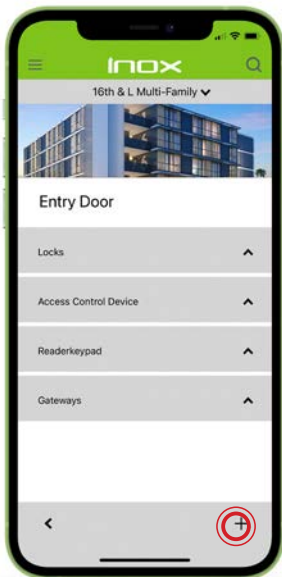 INOX
16th & L Multi-Family
Entry Door
Locks
Access Control Device
Readerkeypad
Gateways